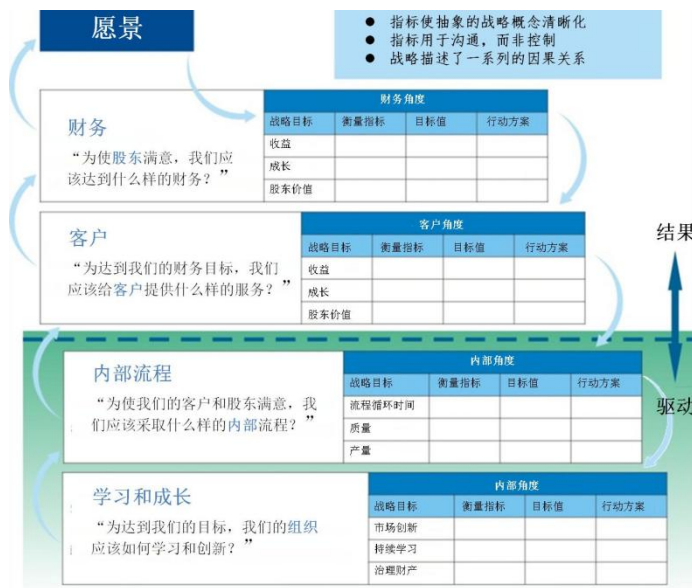 愿景
● 指标使抽象的战略概念清晰化
● 指标用于沟通，而非控制
● 战略描述了一系列的因果关系
财务
“为使股东满意，我们应
该达到什么样的财务？”
财务角度
战略目标 衡量指标 目标值 行动方案
收益
成长
股东价值
客户
“为达到我们的财务目标，我们
应该给客户提供什么样的服务？”
客户角度
战略目标 衡量指标 目标值 行动方案
收益
成长
股东价值
结果
驱动
内部流程
“为使我们的客户和股东满意，我
们应该采取什么样的内部流程？”
内部角度
战略目标 衡量指标 目标值 行动方案
流程循环时间
质量
产量
学习和成长
“为达到我们的目标，我们的组织
应该如何学习和创新？”
内部角度
战略目标 衡量指标 目标值 行动方案
市场创新
持续学习
治理财产